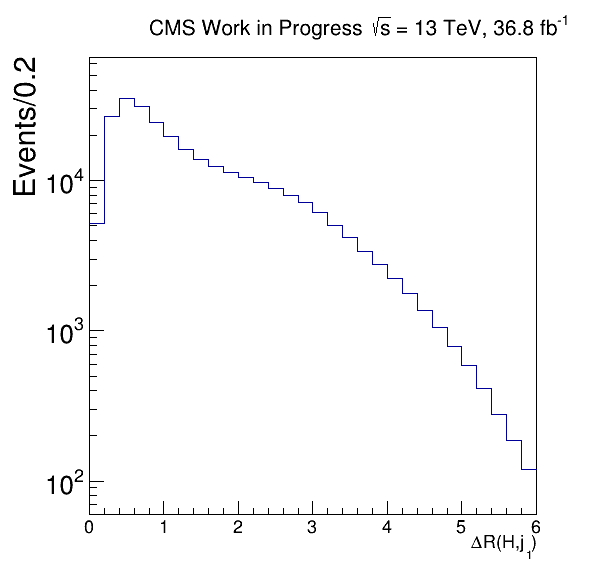 CMS Work in Progress √s = 13 TeV, 36.8 fb⁻¹
Events/0.2
10⁴
10³
10²
0 1 2 3 4 5 6
ΔR(H,j₁)